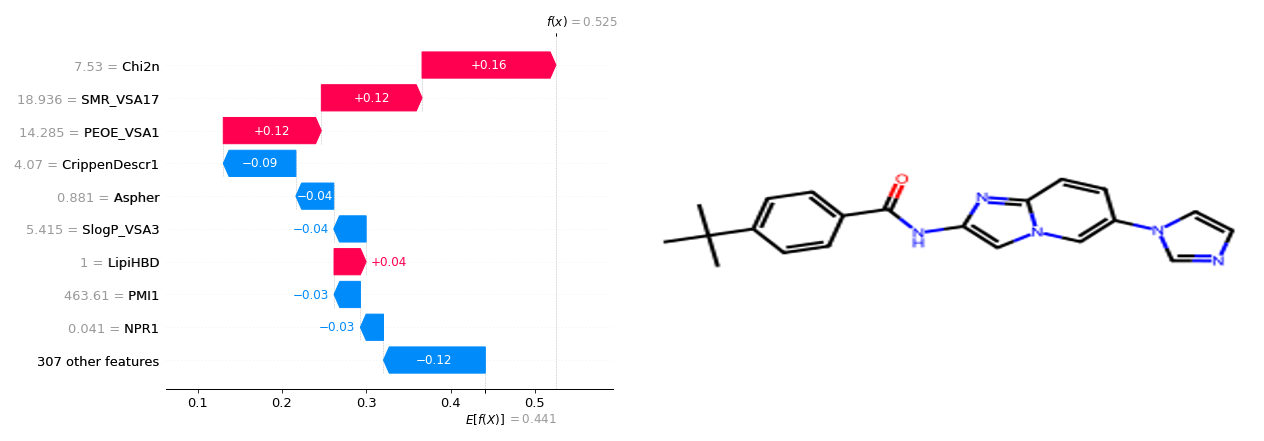 f(x) = 0.525
7.53 = Chi2n
+0.16
18.936 = SMR_VSA17
+0.12
14.285 = PEOE_VSA1
+0.12
4.07 = CrippenDescr1
−0.09
0.881 = Aspher
−0.04
5.415 = SlogP_VSA3
−0.04
1 = LipiHBD
+0.04
463.61 = PMI1
−0.03
0.041 = NPR1
−0.03
307 other features
−0.12
0.1 0.2 0.3 0.4 0.5
E[f(X)] = 0.441
O
N
N
H
N
N
N